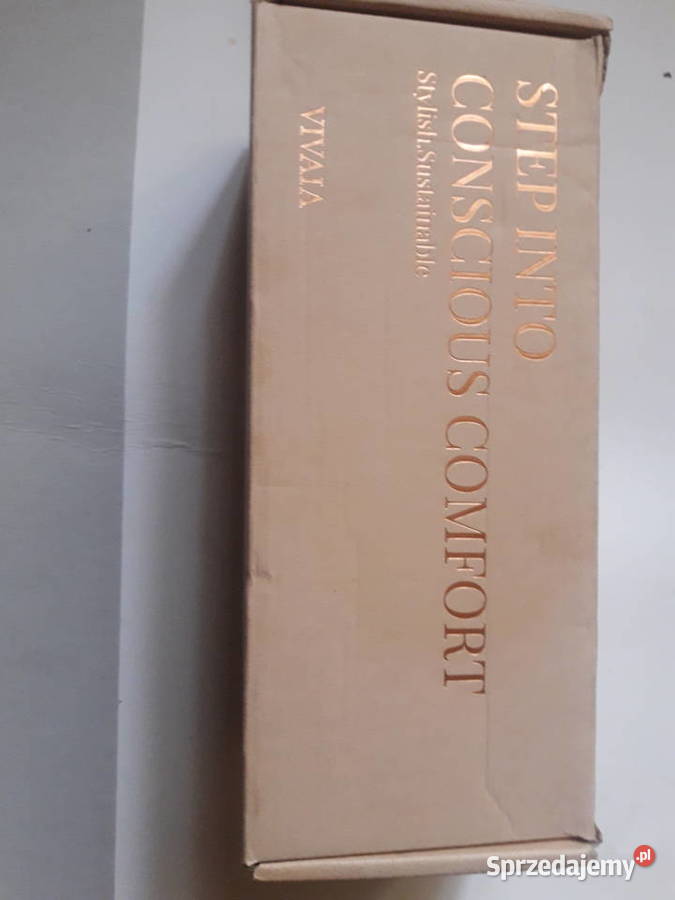 STEP INTO
CONSCIOUS COMFORT
Stylish.Sustainable
VIVAIA
Sprzedajemy.pl